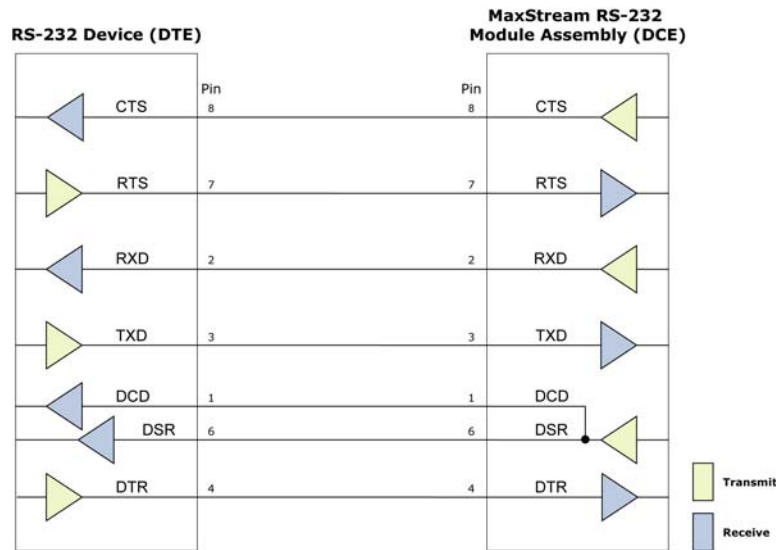 RS-232 Device (DTE)
MaxStream RS-232
Module Assembly (DCE)
Pin
Pin
CTS 8 8 CTS
RTS 7 7 RTS
RXD 2 2 RXD
TXD 3 3 TXD
DCD 1 1 DCD
DSR 6 6 DSR
DTR 4 4 DTR
Transmit
Receive